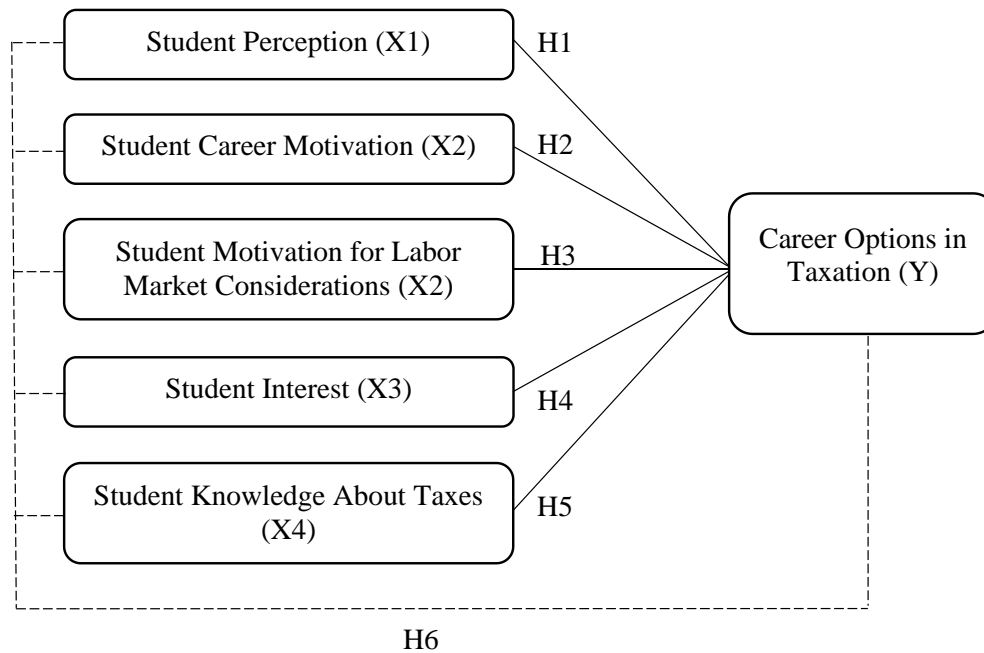 Student Perception (X1)
H1
Student Career Motivation (X2)
H2
Student Motivation for Labor
Market Considerations (X2)
H3
Career Options in
Taxation (Y)
Student Interest (X3)
H4
Student Knowledge About Taxes
(X4)
H5
H6